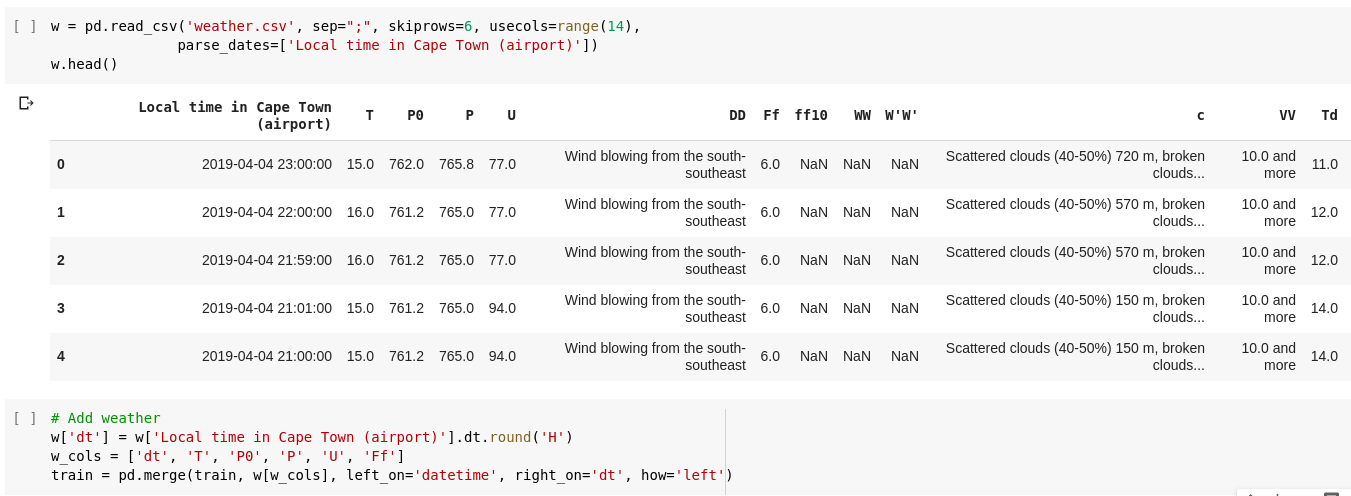 [ ] w = pd.read_csv('weather.csv', sep=";", skiprows=6, usecols=range(14),
parse_dates=['Local time in Cape Town (airport)'])
w.head()
Local time in Cape Town (airport) T P0 P U DD Ff ff10 WW W'W' c VV Td
0 2019-04-04 23:00:00 15.0 762.0 765.8 77.0 Wind blowing from the south-southeast 6.0 NaN NaN NaN Scattered clouds (40-50%) 720 m, broken clouds... 10.0 and more 11.0
1 2019-04-04 22:00:00 16.0 761.2 765.0 77.0 Wind blowing from the south-southeast 6.0 NaN NaN NaN Scattered clouds (40-50%) 570 m, broken clouds... 10.0 and more 12.0
2 2019-04-04 21:59:00 16.0 761.2 765.0 77.0 Wind blowing from the south-southeast 6.0 NaN NaN NaN Scattered clouds (40-50%) 570 m, broken clouds... 10.0 and more 12.0
3 2019-04-04 21:01:00 15.0 761.2 765.0 94.0 Wind blowing from the south-southeast 6.0 NaN NaN NaN Scattered clouds (40-50%) 150 m, broken clouds... 10.0 and more 14.0
4 2019-04-04 21:00:00 15.0 761.2 765.0 94.0 Wind blowing from the south-southeast 6.0 NaN NaN NaN Scattered clouds (40-50%) 150 m, broken clouds... 10.0 and more 14.0
[ ] # Add weather
w['dt'] = w['Local time in Cape Town (airport)'].dt.round('H')
w_cols = ['dt', 'T', 'P0', 'P', 'U', 'Ff']
train = pd.merge(train, w[w_cols], left_on='datetime', right_on='dt', how='left')